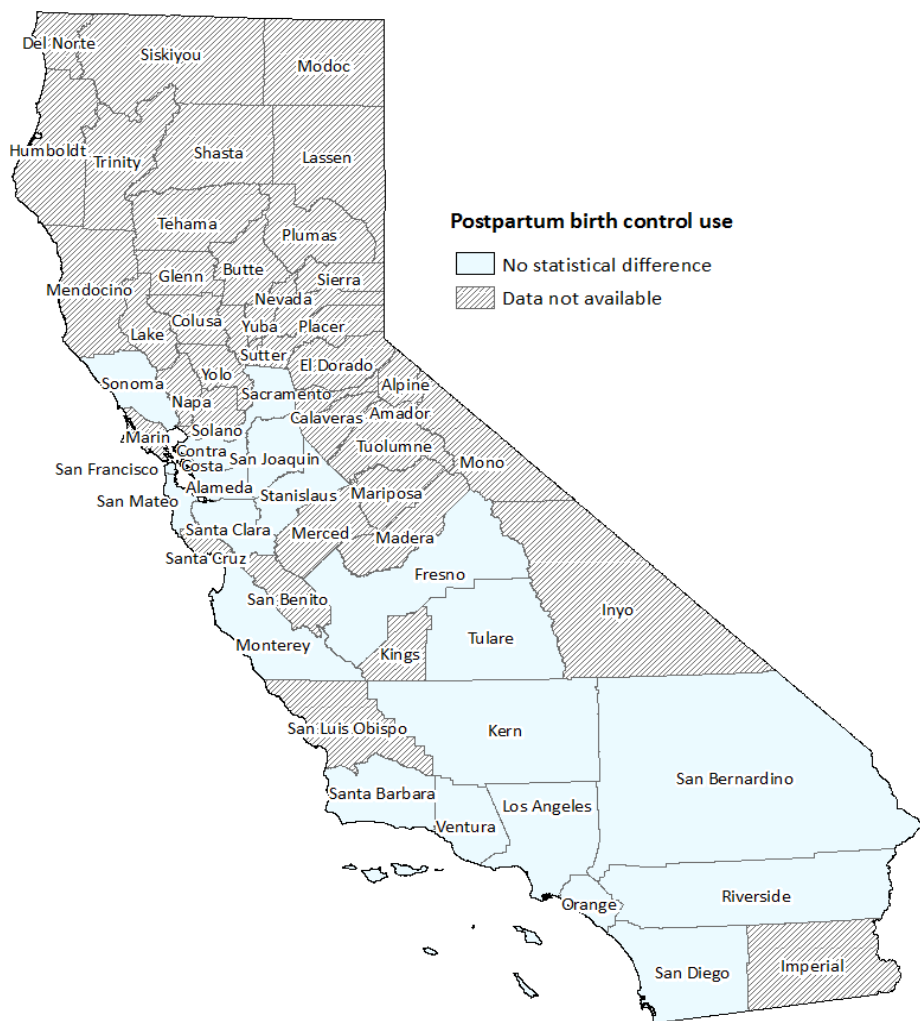 Del Norte
Siskiyou
Modoc
Humboldt
Trinity
Shasta
Lassen
Tehama
Plumas
Postpartum birth control use
No statistical difference
Data not available
Mendocino
Glenn
Butte
Sierra
Nevada
Colusa
Yuba
Placer
Lake
Sutter
El Dorado
Yolo
Sonoma
Napa
Sacramento
Alpine
Amador
Calaveras
Solano
Marin
Tuolumne
Contra
Costa
San Joaquin
Mono
San Francisco
Alameda
Stanislaus
Mariposa
San Mateo
Santa Clara
Merced
Madera
Santa Cruz
Fresno
San Benito
Inyo
Monterey
Kings
Tulare
San Luis Obispo
Kern
San Bernardino
Santa Barbara
Los Angeles
Ventura
Orange
Riverside
San Diego
Imperial